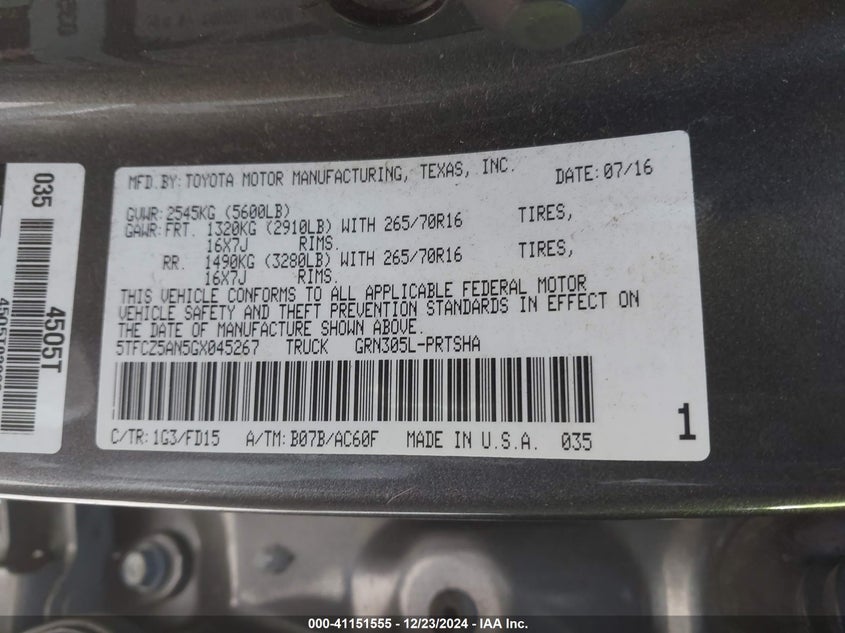 MFD.BY:TOYOTA MOTOR MANUFACTURING, TEXAS, INC. DATE:07/16
GVWR:2545KG (5600LB)
GAWR:FRT. 1320KG (2910LB) WITH 265/70R16 TIRES,
16X7J RIMS.
RR. 1490KG (3280LB) WITH 265/70R16 TIRES,
16X7J RIMS.
THIS VEHICLE CONFORMS TO ALL APPLICABLE FEDERAL MOTOR
VEHICLE SAFETY AND THEFT PREVENTION STANDARDS IN EFFECT ON
THE DATE OF MANUFACTURE SHOWN ABOVE.
5TFCZ5AN5GX045267 TRUCK GRN305L-PRTSHA
C/TR:1G3/FD15 A/TM:B07B/AC60F MADE IN U.S.A. 035
1
035
4505T
000-41151555 - 12/23/2024 - IAA Inc.